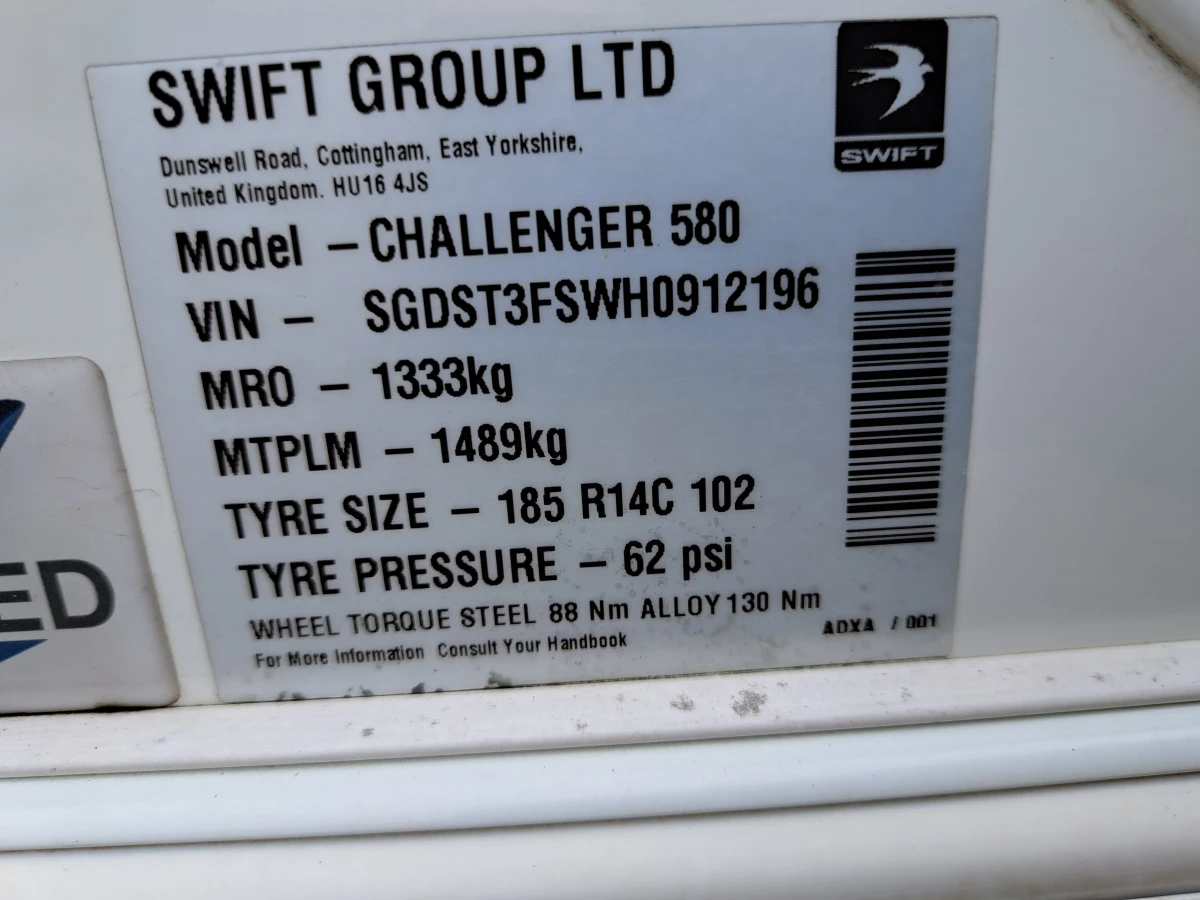 SWIFT GROUP LTD
SWIFT
Dunswell Road, Cottingham, East Yorkshire,
United Kingdom. HU16 4JS
Model – CHALLENGER 580
VIN – SGDST3FSWH0912196
MRO – 1333kg
MTPLM – 1489kg
TYRE SIZE – 185 R14C 102
TYRE PRESSURE – 62 psi
WHEEL TORQUE STEEL 88 Nm ALLOY 130 Nm
For More Information Consult Your Handbook
ADXA / 001
ED